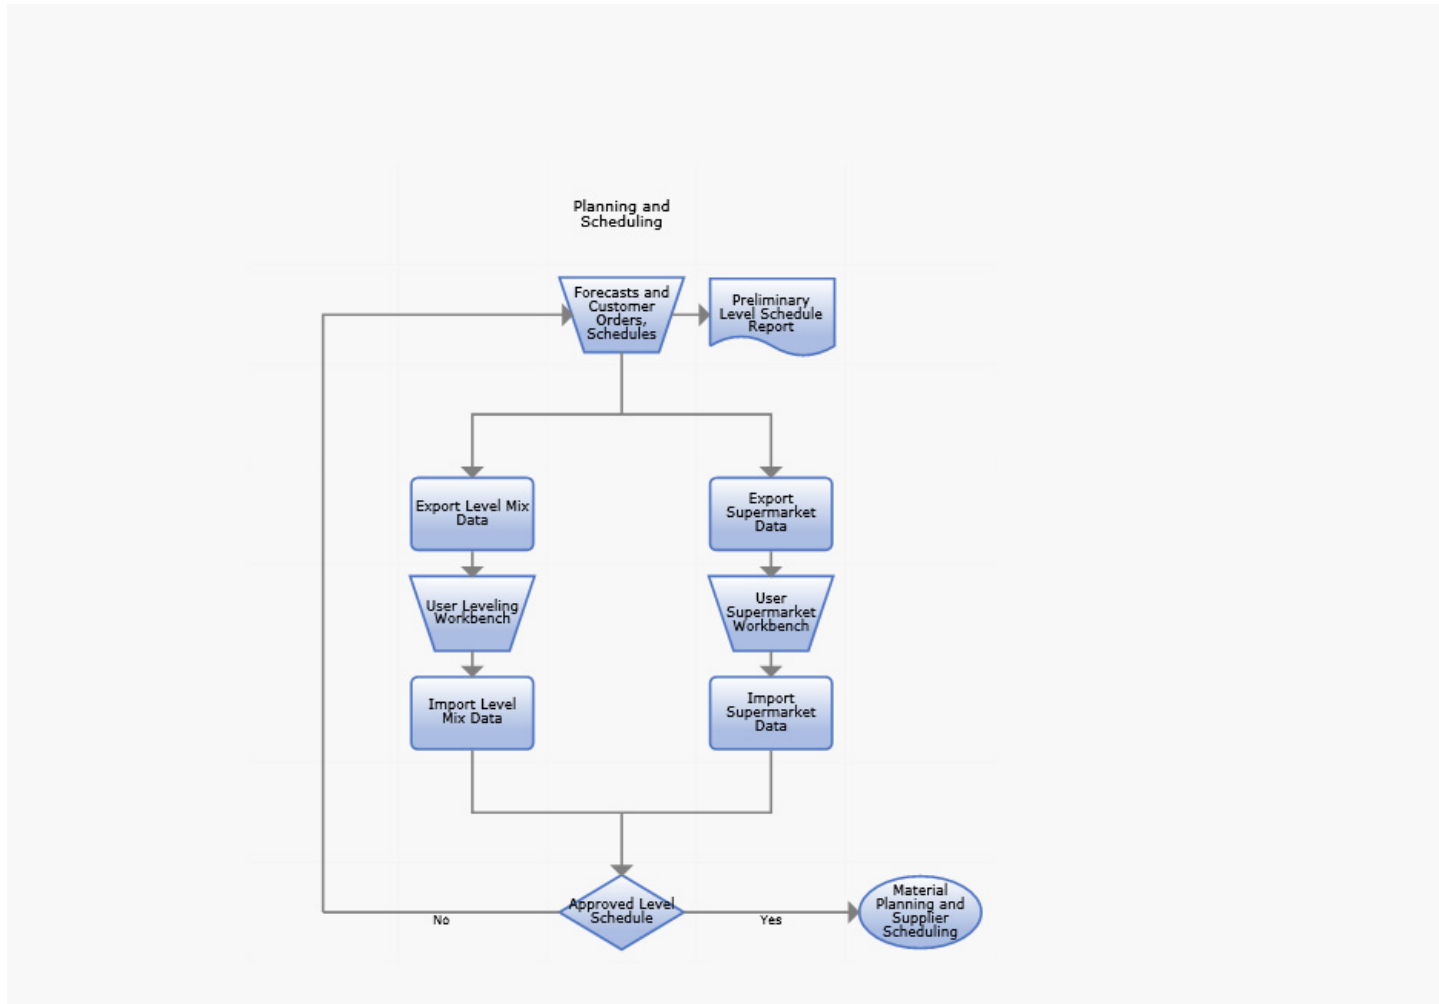 Planning and
Scheduling
Forecasts and
Customer
Orders,
Schedules
Preliminary
Level Schedule
Report
Export Level Mix
Data
Export
Supermarket
Data
User Leveling
Workbench
User
Supermarket
Workbench
Import Level
Mix Data
Import
Supermarket
Data
Approved Level
Schedule
No
Yes
Material
Planning and
Supplier
Scheduling